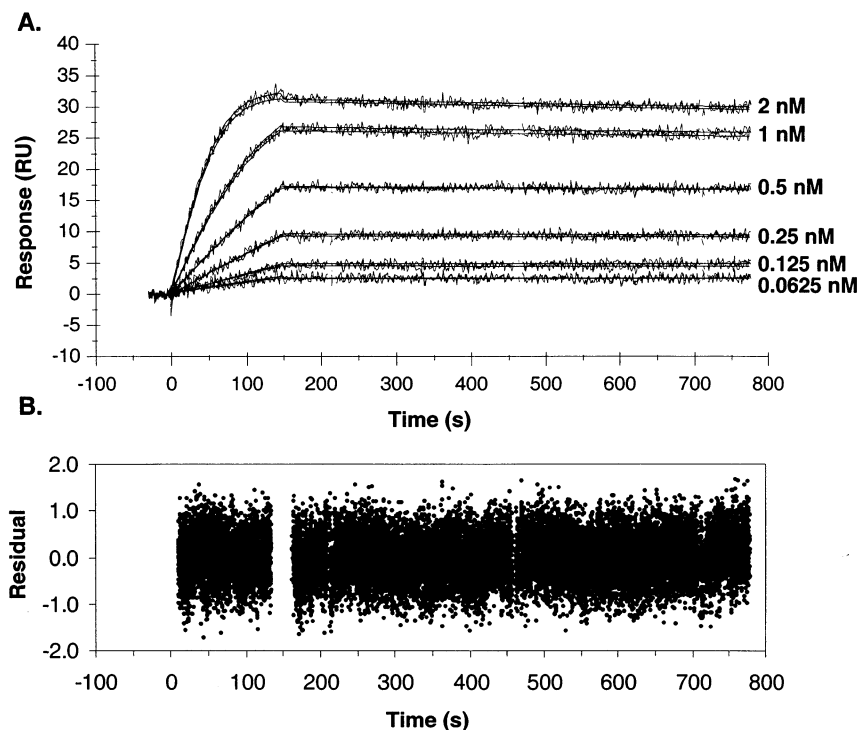 A.
Response (RU)
40
35
30
25
20
15
10
5
0
-5
-10
2 nM
1 nM
0.5 nM
0.25 nM
0.125 nM
0.0625 nM
-100 0 100 200 300 400 500 600 700 800
Time (s)
B.
Residual
2.0
1.0
0.0
-1.0
-2.0
-100 0 100 200 300 400 500 600 700 800
Time (s)